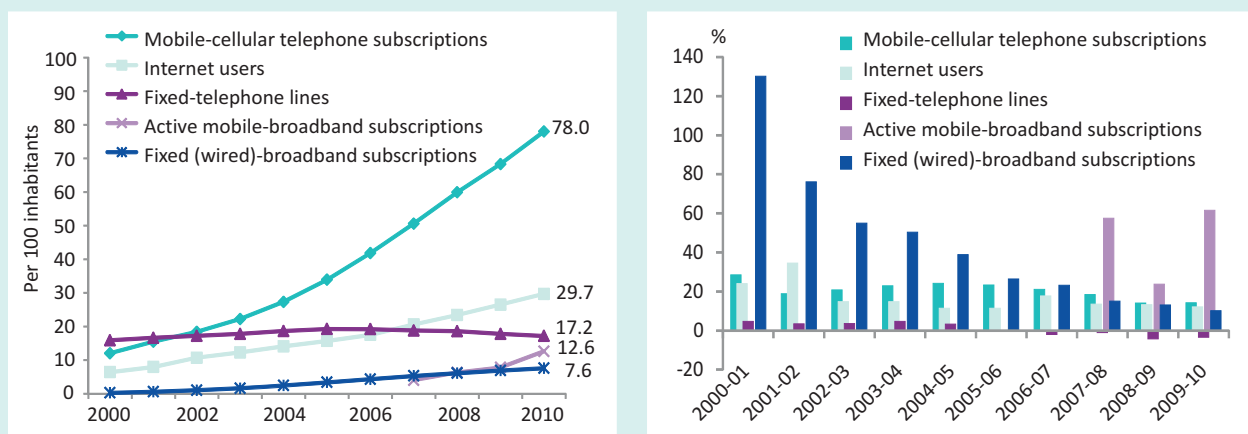 Mobile-cellular telephone subscriptions
Internet users
Fixed-telephone lines
Active mobile-broadband subscriptions
Fixed (wired)-broadband subscriptions
Per 100 inhabitants
100
90
80
70
60
50
40
30
20
10
0
78.0
29.7
17.2
12.6
7.6
2000 2002 2004 2006 2008 2010
%
Mobile-cellular telephone subscriptions
Internet users
Fixed-telephone lines
Active mobile-broadband subscriptions
Fixed (wired)-broadband subscriptions
140
120
100
80
60
40
20
0
-20
2000-01 2001-02 2002-03 2003-04 2004-05 2005-06 2006-07 2007-08 2008-09 2009-10